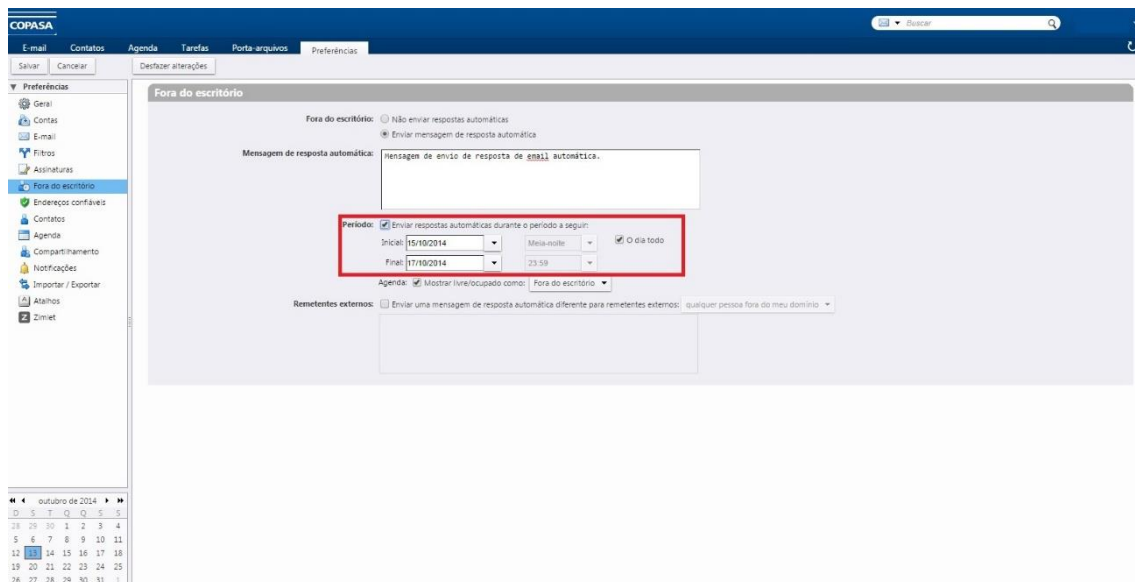 COPASA
Buscar
E-mail Contatos Agenda Tarefas Porta-arquivos Preferências
Salvar Cancelar Desfazer alterações
Preferências
Geral
Contas
E-mail
Filtros
Assinaturas
Fora do escritório
Endereços confiáveis
Contatos
Agenda
Compartilhamento
Notificações
Importar / Exportar
Atalhos
Zimlet
Fora do escritório
Fora do escritório: Não enviar respostas automáticas
Enviar mensagem de resposta automática
Mensagem de resposta automática: Mensagem de envio de resposta de email automática.
Período: Enviar respostas automáticas durante o período a seguir:
Inicial: 15/10/2014 Meia-noite O dia todo
Final: 17/10/2014 23:59
Agenda: Mostrar livre/ocupado como: Fora do escritório
Remetentes externos: Enviar uma mensagem de resposta automática diferente para remetentes externos: qualquer pessoa fora do meu domínio
outubro de 2014
D S T Q Q S S
28 29 30 1 2 3 4
5 6 7 8 9 10 11
12 13 14 15 16 17 18
19 20 21 22 23 24 25
26 27 28 29 30 31 1